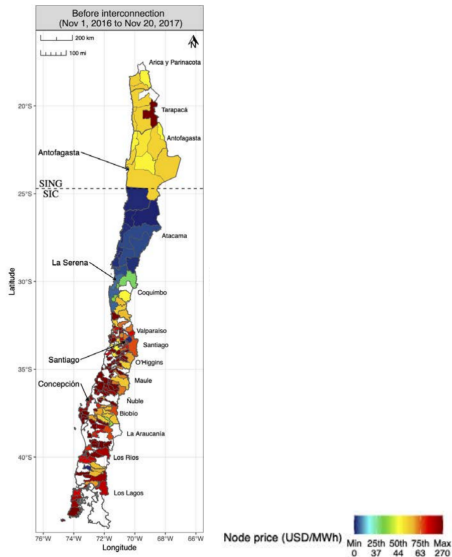 Before interconnection
(Nov 1, 2016 to Nov 20, 2017)
200 km
100 mi
N
Arica y Parinacota
20°S
Tarapacá
Antofagasta
Antofagasta
SING
25°S
SIC
Atacama
La Serena
30°S
Coquimbo
Latitude
Valparaíso
Santiago
Santiago
O'Higgins
35°S
Maule
Concepción
Ñuble
Biobío
La Araucanía
40°S
Los Ríos
Los Lagos
76°W 74°W 72°W 70°W 68°W 66°W
Longitude
Node price (USD/MWh)
Min 25th 50th 75th Max
0 37 44 63 270